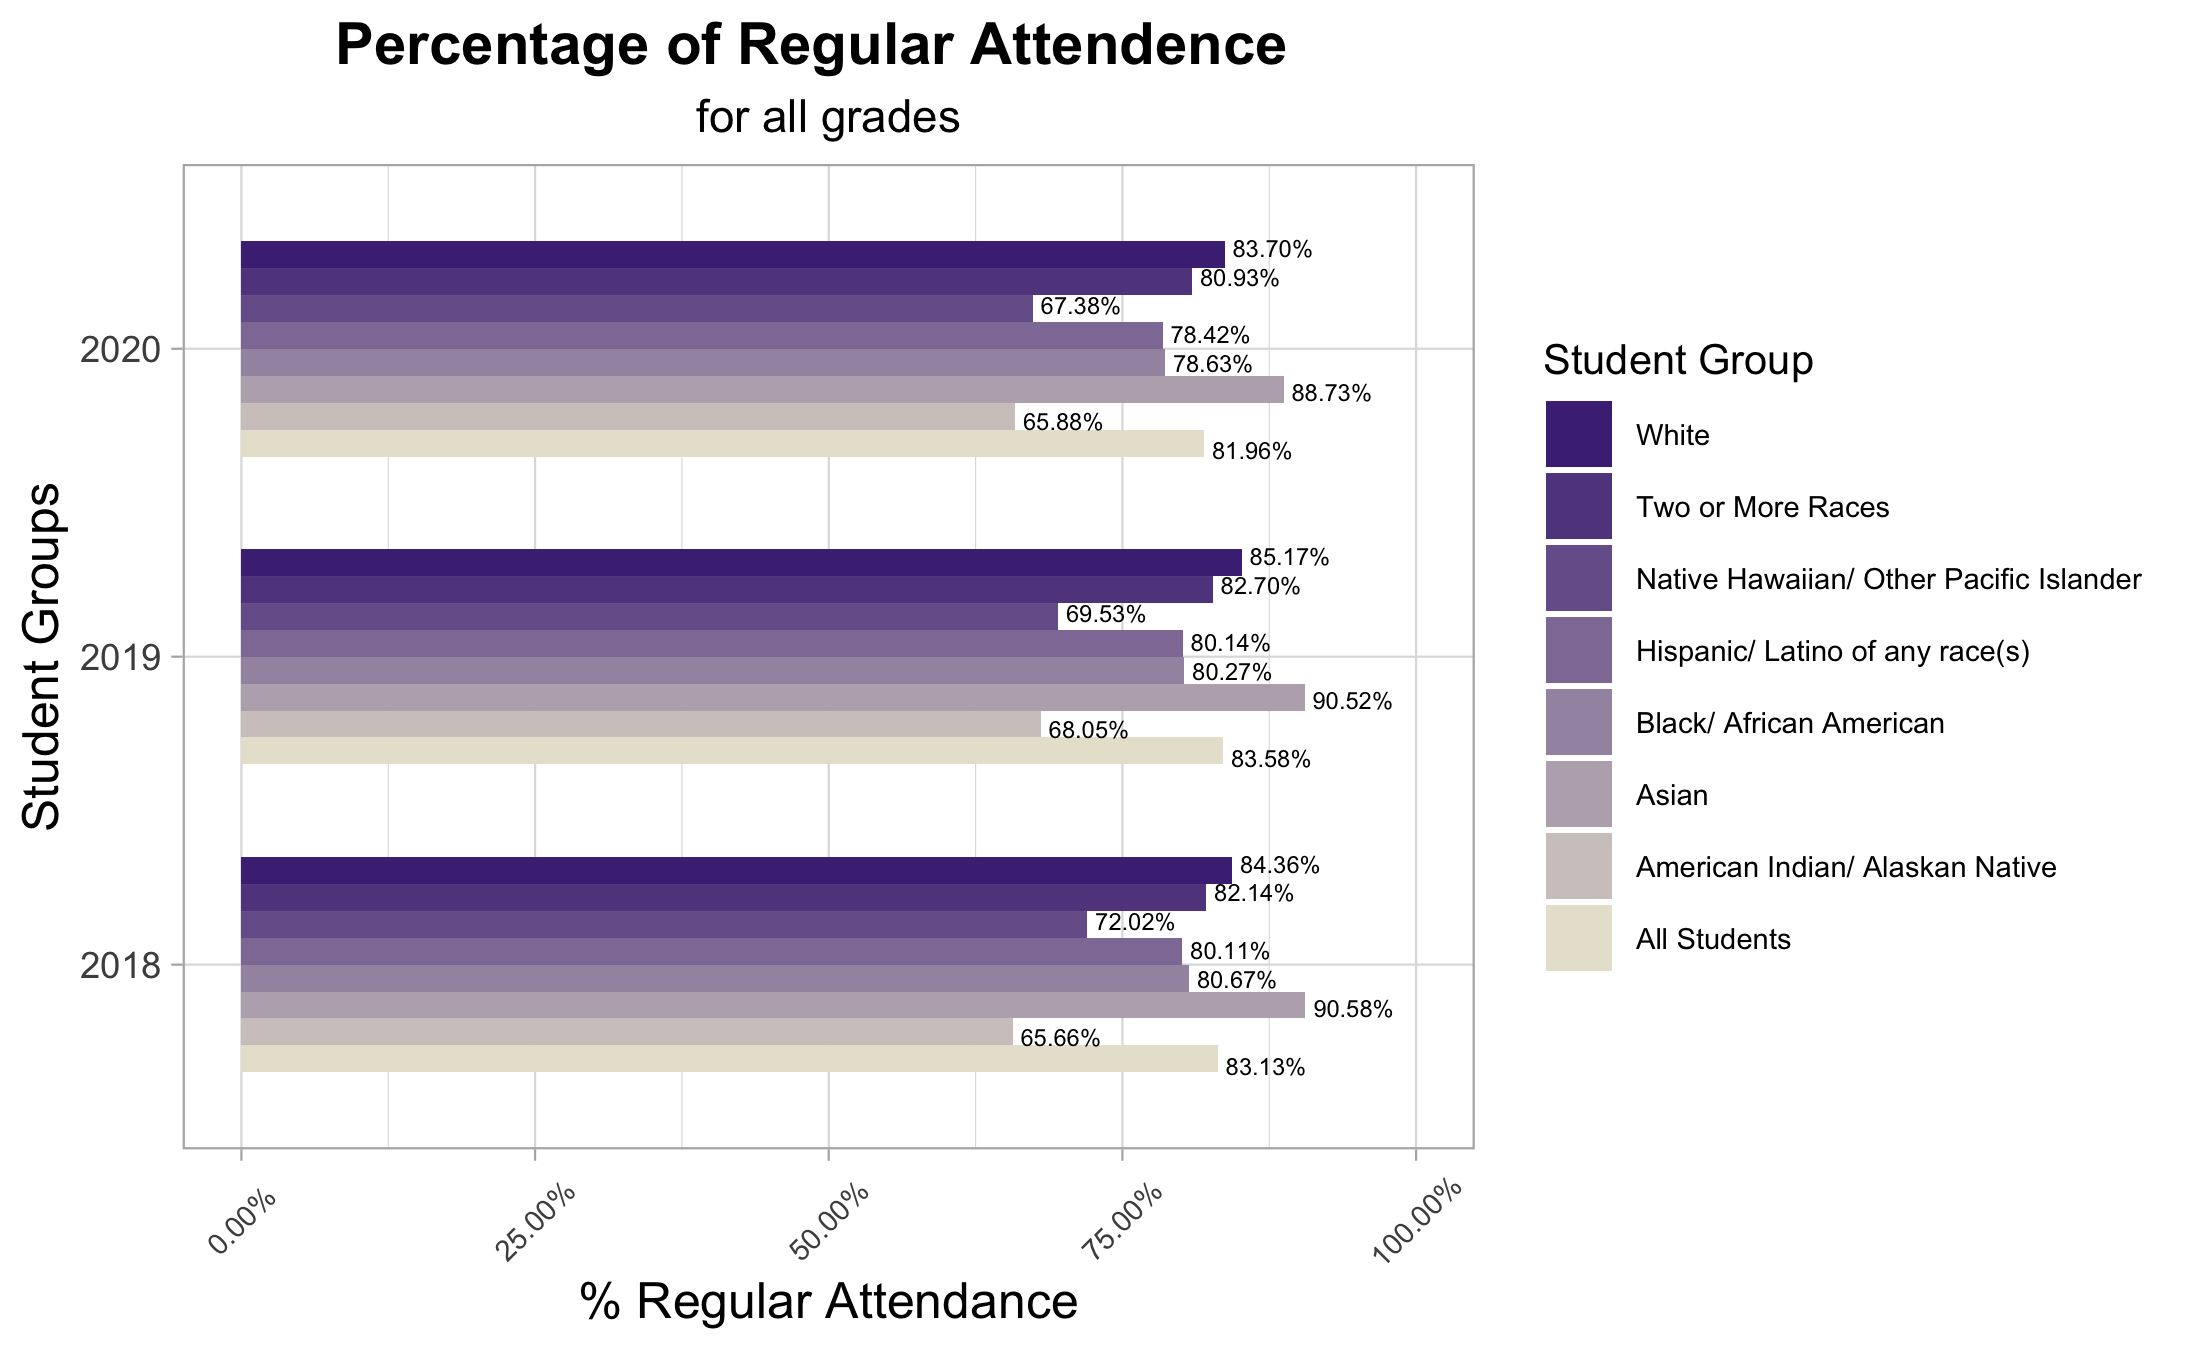 Percentage of Regular Attendence
for all grades
Student Groups
2020
83.70%
80.93%
67.38%
78.42%
78.63%
88.73%
65.88%
81.96%
2019
85.17%
82.70%
69.53%
80.14%
80.27%
90.52%
68.05%
83.58%
2018
84.36%
82.14%
72.02%
80.11%
80.67%
90.58%
65.66%
83.13%
0.00%
25.00%
50.00%
75.00%
100.00%
% Regular Attendance
Student Group
White
Two or More Races
Native Hawaiian/ Other Pacific Islander
Hispanic/ Latino of any race(s)
Black/ African American
Asian
American Indian/ Alaskan Native
All Students